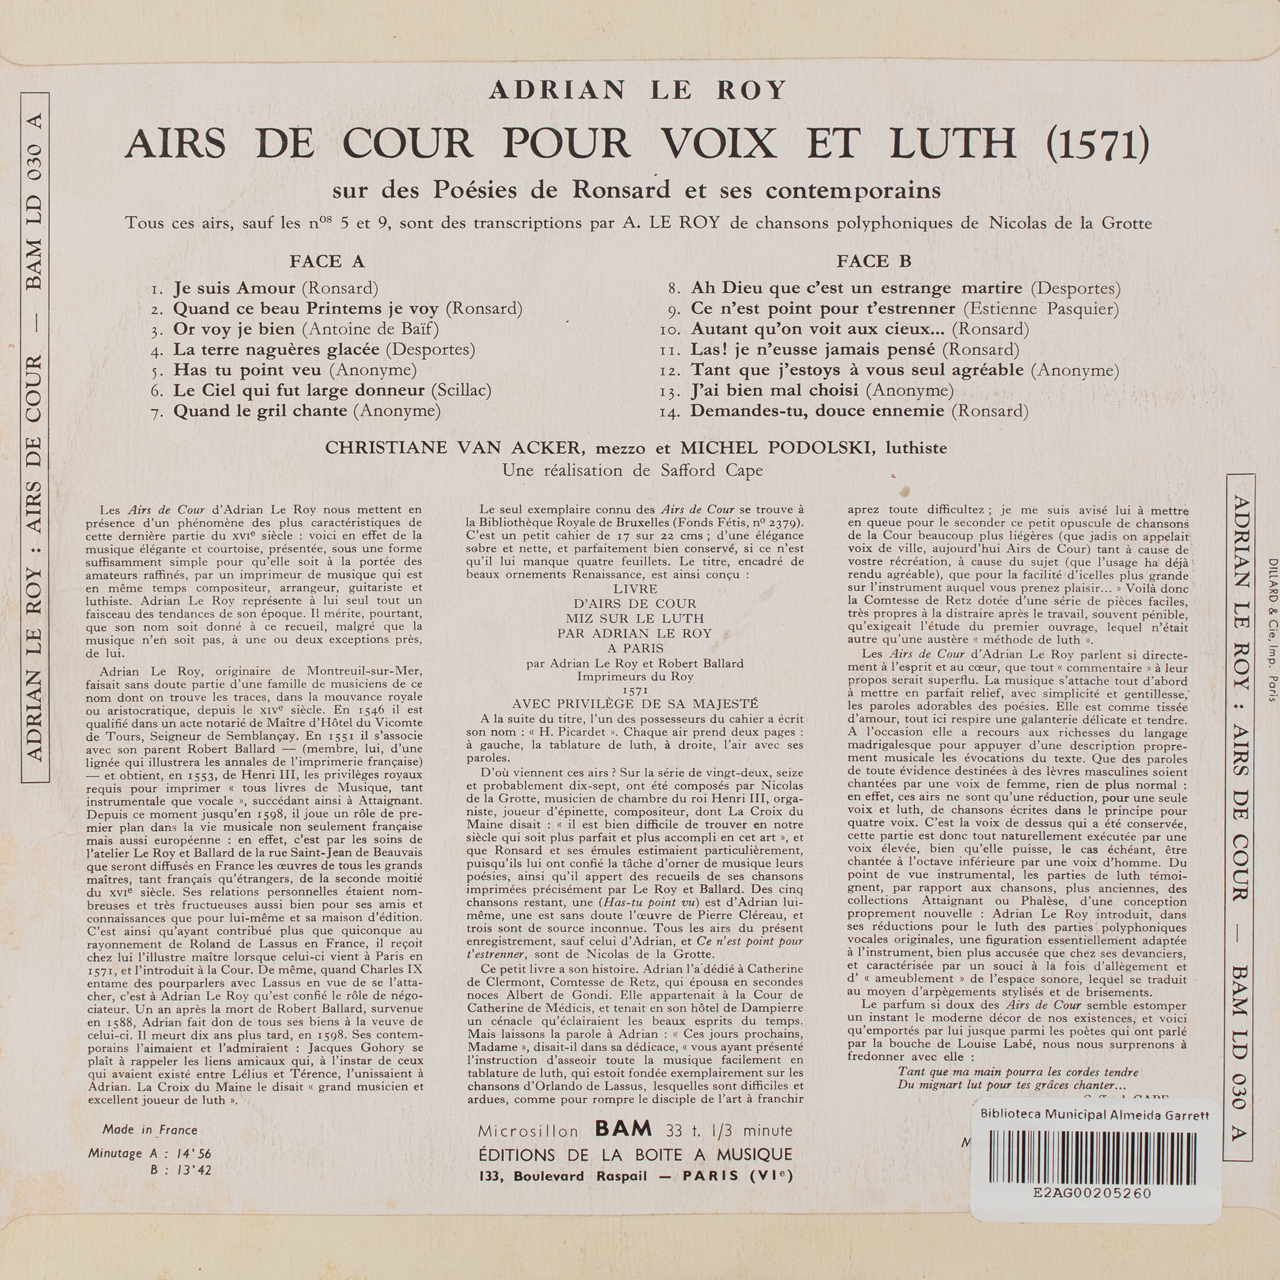 ADRIAN LE ROY
AIRS DE COUR POUR VOIX ET LUTH (1571)
sur des Poésies de Ronsard et ses contemporains
Tous ces airs, sauf les nos 5 et 9, sont des transcriptions par A. LE ROY de chansons polyphoniques de Nicolas de la Grotte
FACE A
1. Je suis Amour (Ronsard)
2. Quand ce beau Printems je voy (Ronsard)
3. Or voy je bien (Antoine de Baïf)
4. La terre naguères glacée (Desportes)
5. Has tu point veu (Anonyme)
6. Le Ciel qui fut large donneur (Scillac)
7. Quand le gril chante (Anonyme)
FACE B
8. Ah Dieu que c'est un estrange martire (Desportes)
9. Ce n'est point pour t'estrenner (Estienne Pasquier)
10. Autant qu'on voit aux cieux... (Ronsard)
11. Las! je n'eusse jamais pensé (Ronsard)
12. Tant que j'estoys à vous seul agréable (Anonyme)
13. J'ai bien mal choisi (Anonyme)
14. Demandes-tu, douce ennemie (Ronsard)
CHRISTIANE VAN ACKER, mezzo et MICHEL PODOLSKI, luthiste
Une réalisation de Safford Cape
Les Airs de Cour d'Adrian Le Roy nous mettent en
présence d'un phénomène des plus caractéristiques de
cette dernière partie du XVIe siècle : voici en effet de la
musique élégante et courtoise, présentée, sous une forme
suffisamment simple pour qu'elle soit à la portée des
amateurs raffinés, par un imprimeur de musique qui est
en même temps compositeur, arrangeur, guitariste et
luthiste. Adrian Le Roy représente à lui seul tout un
faisceau des tendances de son époque. Il mérite, pourtant,
que son nom soit donné à ce recueil, malgré que la
musique n'en soit pas, à une ou deux exceptions près,
de lui.
Adrian Le Roy, originaire de Montreuil-sur-Mer,
faisait sans doute partie d'une famille de musiciens de ce
nom dont on trouve les traces, dans la mouvance royale
ou aristocratique, depuis le XIVe siècle. En 1546 il est
qualifié dans un acte notarié de Maître d'Hôtel du Vicomte
de Tours, Seigneur de Semblançay. En 1551 il s'associe
avec son parent Robert Ballard — (membre, lui, d'une
lignée qui illustrera les annales de l'imprimerie française)
— et obtient, en 1553, de Henri III, les privilèges royaux
requis pour imprimer « tous livres de Musique, tant
instrumentale que vocale », succédant ainsi à Attaignant.
Depuis ce moment jusqu'en 1598, il joue un rôle de pre-
mier plan dans la vie musicale non seulement française
mais aussi européenne : en effet, c'est par les soins de
l'atelier Le Roy et Ballard de la rue Saint-Jean de Beauvais
que seront diffusés en France les œuvres de tous les grands
maîtres, tant français qu'étrangers, de la seconde moitié
du XVIe siècle. Ses relations personnelles étaient nom-
breuses et très fructueuses aussi bien pour ses amis et
connaissances que pour lui-même et sa maison d'édition.
C'est ainsi qu'ayant contribué plus que quiconque au
rayonnement de Roland de Lassus en France, il reçoit
chez lui l'illustre maître lorsque celui-ci vient à Paris en
1571, et l'introduit à la Cour. De même, quand Charles IX
entame des pourparlers avec Lassus en vue de se l'atta-
cher, c'est à Adrian Le Roy qu'est confié le rôle de négo-
ciateur. Un an après la mort de Robert Ballard, survenue
en 1588, Adrian fait don de tous ses biens à la veuve de
celui-ci. Il meurt dix ans plus tard, en 1598. Ses contem-
porains l'aimaient et l'admiraient : Jacques Gohory se
plaît à rappeler les liens amicaux qui, à l'instar de ceux
qui avaient existé entre Lélius et Térence, l'unissaient à
Adrian. La Croix du Maine le disait « grand musicien et
excellent joueur de luth ».
Made in France
Minutage A : 14'56
B : 13'42
Le seul exemplaire connu des Airs de Cour se trouve à
la Bibliothèque Royale de Bruxelles (Fonds Fétis, no 2379).
C'est un petit cahier de 17 sur 22 cms ; d'une élégance
sobre et nette, et parfaitement bien conservé, si ce n'est
qu'il lui manque quatre feuillets. Le titre, encadré de
beaux ornements Renaissance, est ainsi conçu :
LIVRE
D'AIRS DE COUR
MIZ SUR LE LUTH
PAR ADRIAN LE ROY
A PARIS
par Adrian Le Roy et Robert Ballard
Imprimeurs du Roy
1571
AVEC PRIVILÈGE DE SA MAJESTÉ
A la suite du titre, l'un des possesseurs du cahier a écrit
son nom : « H. Picardet ». Chaque air prend deux pages :
à gauche, la tablature de luth, à droite, l'air avec ses
paroles.
D'où viennent ces airs ? Sur la série de vingt-deux, seize
et probablement dix-sept, ont été composés par Nicolas
de la Grotte, musicien de chambre du roi Henri III, orga-
niste, joueur d'épinette, compositeur, dont La Croix du
Maine disait : « il est bien difficile de trouver en notre
siècle qui soit plus parfait et plus accompli en cet art », et
que Ronsard et ses émules estimaient particulièrement,
puisqu'ils lui ont confié la tâche d'orner de musique leurs
poésies, ainsi qu'il appert des recueils de ses chansons
imprimées précisément par Le Roy et Ballard. Des cinq
chansons restant, une (Has-tu point vu) est d'Adrian lui-
même, une est sans doute l'œuvre de Pierre Cléreau, et
trois sont de source inconnue. Tous les airs du présent
enregistrement, sauf celui d'Adrian, et Ce n'est point pour
t'estrenner, sont de Nicolas de la Grotte.
Ce petit livre a son histoire. Adrian l'a dédié à Catherine
de Clermont, Comtesse de Retz, qui épousa en secondes
noces Albert de Gondi. Elle appartenait à la Cour de
Catherine de Médicis, et tenait en son hôtel de Dampierre
un cénacle qu'éclairaient les beaux esprits du temps.
Mais laissons la parole à Adrian : « Ces jours prochains,
Madame », disait-il dans sa dédicace, « vous ayant présenté
l'instruction d'asseoir toute la musique facilement en
tablature de luth, qui estoit fondée exemplairement sur les
chansons d'Orlando de Lassus, lesquelles sont difficiles et
ardues, comme pour rompre le disciple de l'art à franchir
Microsillon BAM 33 t. 1/3 minute
ÉDITIONS DE LA BOITE A MUSIQUE
133, Boulevard Raspail — PARIS (VIe)
aprez toute difficultez ; je me suis avisé lui à mettre
en queue pour le seconder ce petit opuscule de chansons
de la Cour beaucoup plus liégères (que jadis on appelait
voix de ville, aujourd'hui Airs de Cour) tant à cause de
vostre récréation, à cause du sujet (que l'usage ha déjà
rendu agréable), que pour la facilité d'icelles plus grande
sur l'instrument auquel vous prenez plaisir... » Voilà donc
la Comtesse de Retz dotée d'une série de pièces faciles,
très propres à la distraire après le travail, souvent pénible,
qu'exigeait l'étude du premier ouvrage, lequel n'était
autre qu'une austère « méthode de luth ».
Les Airs de Cour d'Adrian Le Roy parlent si directe-
ment à l'esprit et au cœur, que tout « commentaire » à leur
propos serait superflu. La musique s'attache tout d'abord
à mettre en parfait relief, avec simplicité et gentillesse,
les paroles adorables des poésies. Elle est comme tissée
d'amour, tout ici respire une galanterie délicate et tendre.
A l'occasion elle a recours aux richesses du langage
madrigalesque pour appuyer d'une description propre-
ment musicale les évocations du texte. Que des paroles
de toute évidence destinées à des lèvres masculines soient
chantées par une voix de femme, rien de plus normal :
en effet, ces airs ne sont qu'une réduction, pour une seule
voix et luth, de chansons écrites dans le principe pour
quatre voix. C'est la voix de dessus qui a été conservée,
cette partie est donc tout naturellement exécutée par une
voix élevée, bien qu'elle puisse, le cas échéant, être
chantée à l'octave inférieure par une voix d'homme. Du
point de vue instrumental, les parties de luth témoi-
gnent, par rapport aux chansons, plus anciennes, des
collections Attaignant ou Phalèse, d'une conception
proprement nouvelle : Adrian Le Roy introduit, dans
ses réductions pour le luth des parties polyphoniques
vocales originales, une figuration essentiellement adaptée
à l'instrument, bien plus accusée que chez ses devanciers,
et caractérisée par un souci à la fois d'allègement et
d' « ameublement » de l'espace sonore, lequel se traduit
au moyen d'arpègements stylisés et de brisements.
Le parfum si doux des Airs de Cour semble estomper
un instant le moderne décor de nos existences, et voici
qu'emportés par lui jusque parmi les poètes qui ont parlé
par la bouche de Louise Labé, nous nous surprenons à
fredonner avec elle :
Tant que ma main pourra les cordes tendre
Du mignart lut pour tes grâces chanter...
Biblioteca Municipal Almeida Garrett
E2AG00205260
ADRIAN LE ROY : AIRS DE COUR — BAM LD 030 A
ADRIAN LE ROY : AIRS DE COUR — BAM LD 030 A
DILLARD & Cie, Imp. Paris